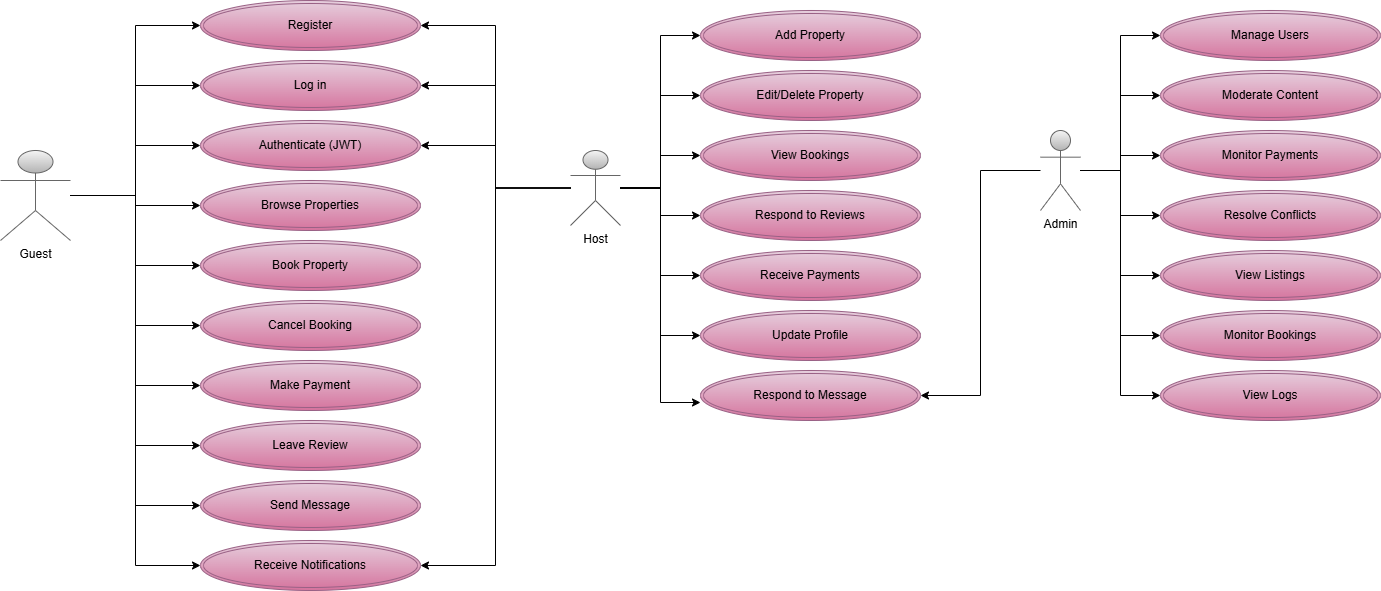 Guest
Register
Log in
Authenticate (JWT)
Browse Properties
Book Property
Cancel Booking
Make Payment
Leave Review
Send Message
Receive Notifications
Host
Add Property
Edit/Delete Property
View Bookings
Respond to Reviews
Receive Payments
Update Profile
Respond to Message
Admin
Manage Users
Moderate Content
Monitor Payments
Resolve Conflicts
View Listings
Monitor Bookings
View Logs